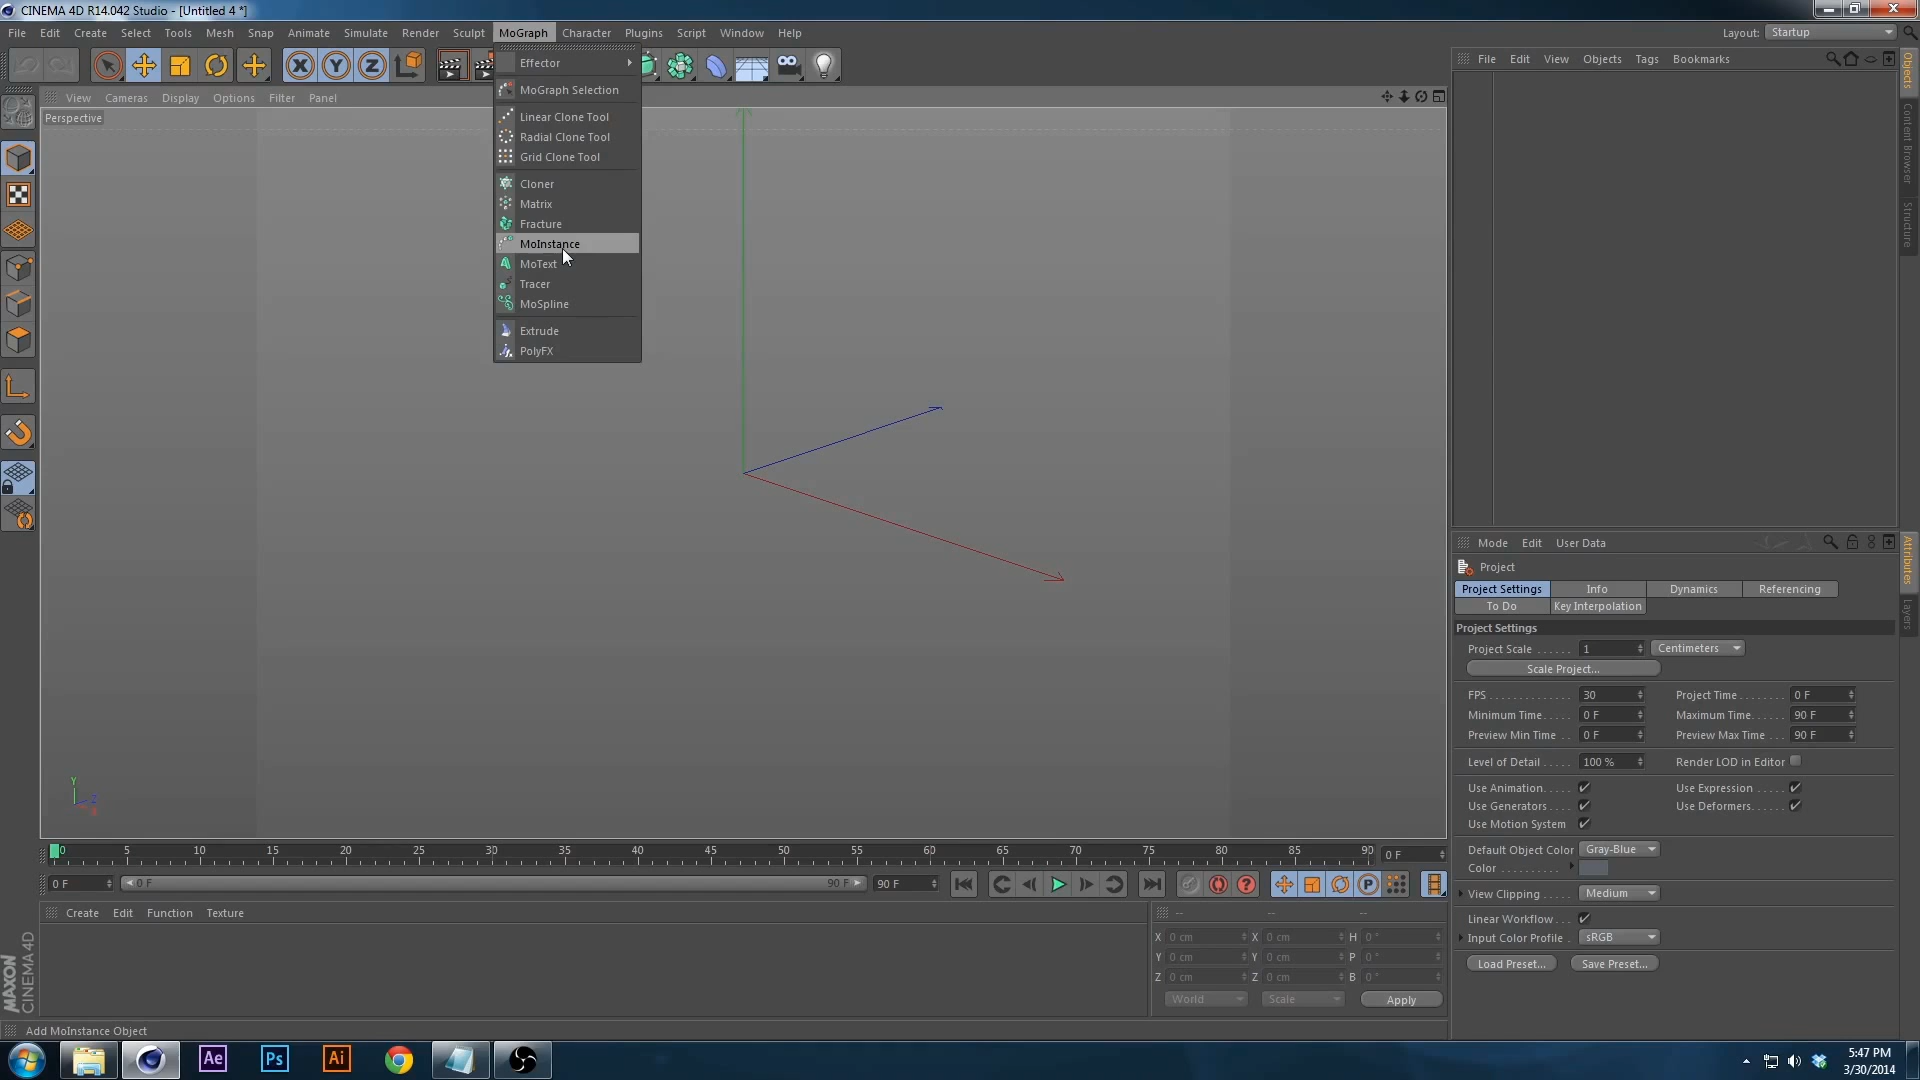 CINEMA 4D R14.042 Studio - [Untitled 4 *]
File Edit Create Select Tools Mesh Snap Animate Simulate Render Sculpt MoGraph Character Plugins Script Window Help
Layout: Startup
Effector
MoGraph Selection
Linear Clone Tool
Radial Clone Tool
Grid Clone Tool
Cloner
Matrix
Fracture
MoInstance
MoText
Tracer
MoSpline
Extrude
PolyFX
X Y Z
View Cameras Display Options Filter Panel
Perspective
Y
Z
X
File Edit View Objects Tags Bookmarks
Objects
Content Browser
Structure
Mode Edit User Data
Attributes
Layers
Project
Project Settings Info Dynamics Referencing
To Do Key Interpolation
Project Settings
Project Scale ...... 1 Centimeters
Scale Project...
FPS 30 Project Time 0 F
Minimum Time 0 F Maximum Time 90 F
Preview Min Time 0 F Preview Max Time 90 F
Level of Detail 100 % Render LOD in Editor
Use Animation Use Expression
Use Generators Use Deformers
Use Motion System
Default Object Color Gray-Blue
Color
View Clipping Medium
Linear Workflow
Input Color Profile sRGB
Load Preset... Save Preset...
0 5 10 15 20 25 30 35 40 45 50 55 60 65 70 75 80 85 90 0 F
0 F 0 F 90 F 90 F
P
Create Edit Function Texture
-- -- --
X 0 cm X 0 cm H 0 °
Y 0 cm Y 0 cm P 0 °
Z 0 cm Z 0 cm B 0 °
World Scale Apply
MAXON
CINEMA 4D
Add MoInstance Object
Ae Ps Ai
5:47 PM
3/30/2014